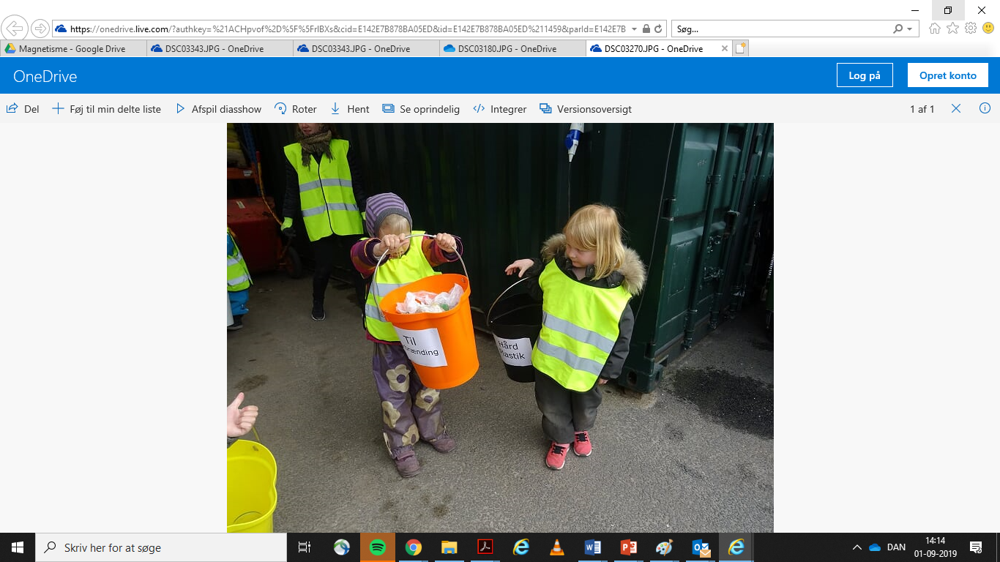 https://onedrive.live.com/?authkey=%21ACHpvof%2D%5F%5FrIBXs&cid=E142E7B878BA05ED&id=E142E7B878BA05ED%211459&parId=E142E7B
Søg...
Magnetisme - Google Drive
DSC03343.JPG - OneDrive
DSC03343.JPG - OneDrive
DSC03180.JPG - OneDrive
DSC03270.JPG - OneDrive
OneDrive
Log på
Opret konto
Del
Føj til min delte liste
Afspil diasshow
Roter
Hent
Se oprindelig
Integrer
Versionsoversigt
1 af 1
Til
Hård
Skriv her for at søge
DAN
14:14
01-09-2019